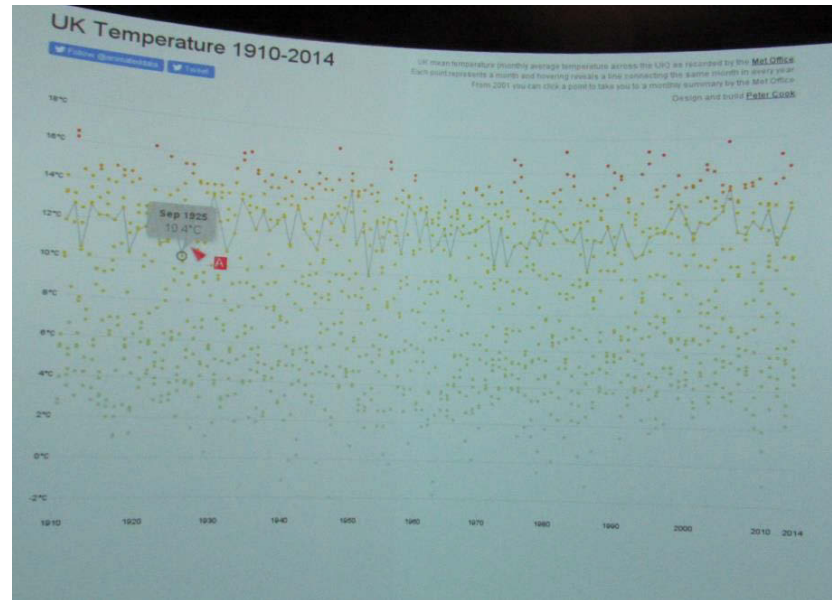 UK Temperature 1910-2014
Follow
Tweet
UK mean temperature (monthly average temperature across the UK) as recorded by the Met Office
Each point represents a month and hovering reveals a line connecting the same month in every year
From 2001 you can click a point to take you to a monthly summary by the Met Office
Design and build Peter Cook
18°C
16°C
14°C
12°C
Sep 1925
10.4°C
A
10°C
8°C
6°C
4°C
2°C
0°C
-2°C
1910 1920 1930 1940 1950 1960 1970 1980 1990 2000 2010 2014